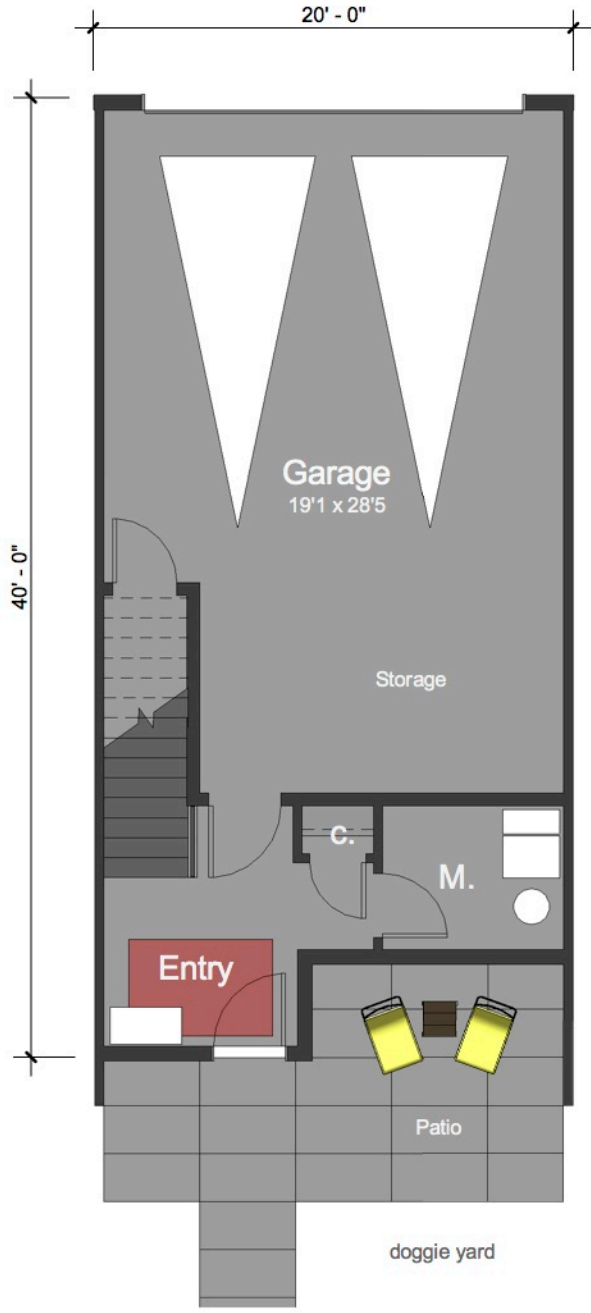 20' - 0"
40' - 0"
Garage
19'1 x 28'5
Storage
C.
M.
Entry
Patio
doggie yard